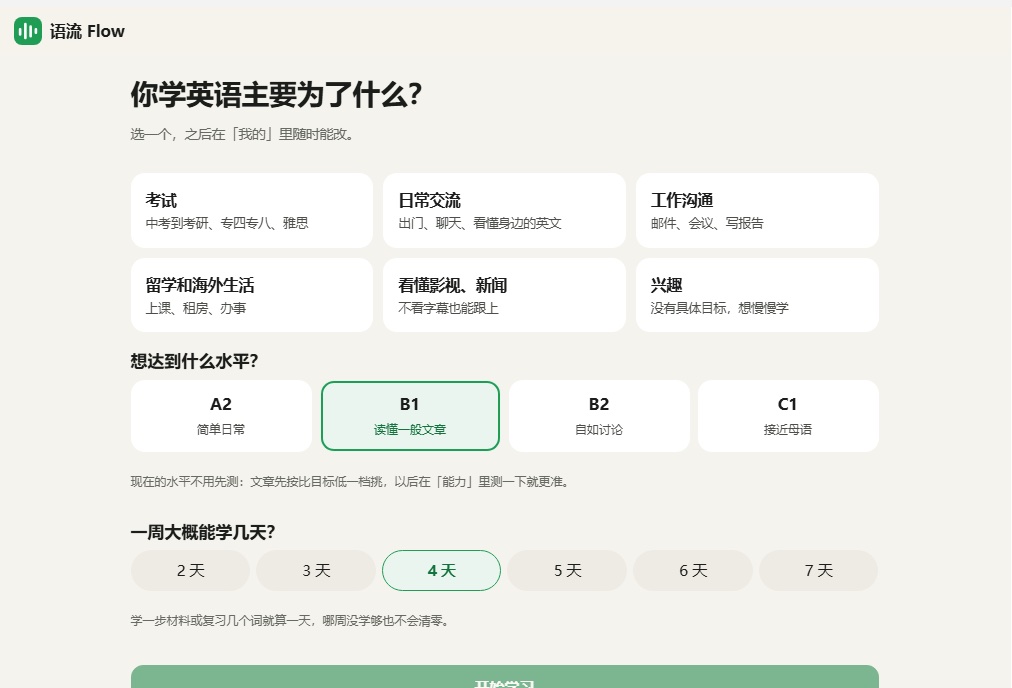 语流 Flow
你学英语主要为了什么？
选一个，之后在「我的」里随时能改。
考试
中考到考研、专四专八、雅思
日常交流
出门、聊天、看懂身边的英文
工作沟通
邮件、会议、写报告
留学和海外生活
上课、租房、办事
看懂影视、新闻
不看字幕也能跟上
兴趣
没有具体目标，想慢慢学
想达到什么水平？
A2
简单日常
B1
读懂一般文章
B2
自如讨论
C1
接近母语
现在的水平不用先测：文章先按比目标低一档挑，以后在「能力」里测一下就更准。
一周大概能学几天？
2 天
3 天
4 天
5 天
6 天
7 天
学一步材料或复习几个词就算一天，哪周没学够也不会清零。
开始学习